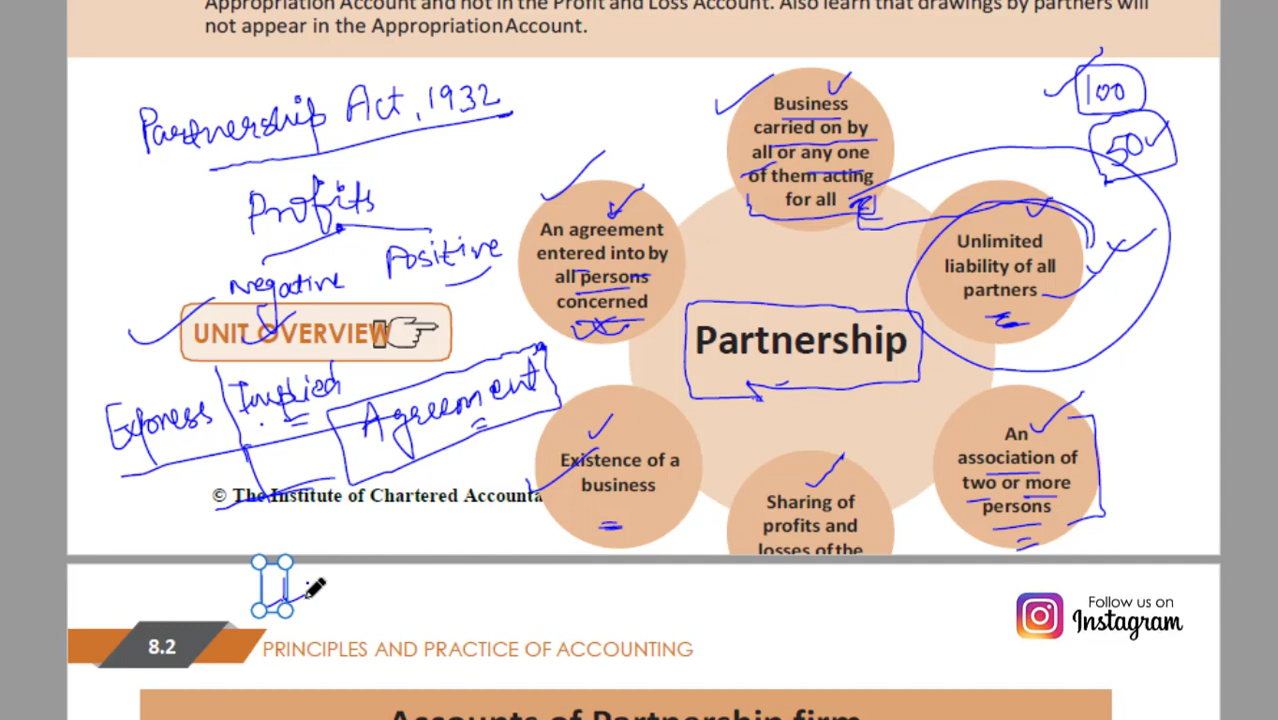 Appropriation Account and not in the Profit and Loss Account. Also learn that drawings by partners will
not appear in the Appropriation Account.
Partnership Act, 1932
Profits
Negative
Positive
UNIT OVERVIEW
Express
Implied
Agreement
© The Institute of Chartered Accounta
Business
carried on by
all or any one
of them acting
for all
100
50
An agreement
entered into by
all persons
concerned
Unlimited
liability of all
partners
Partnership
Existence of a
business
Sharing of
profits and
losses of the
An
association of
two or more
persons
Follow us on
Instagram
8.2
PRINCIPLES AND PRACTICE OF ACCOUNTING
Accounts of Partnership firm